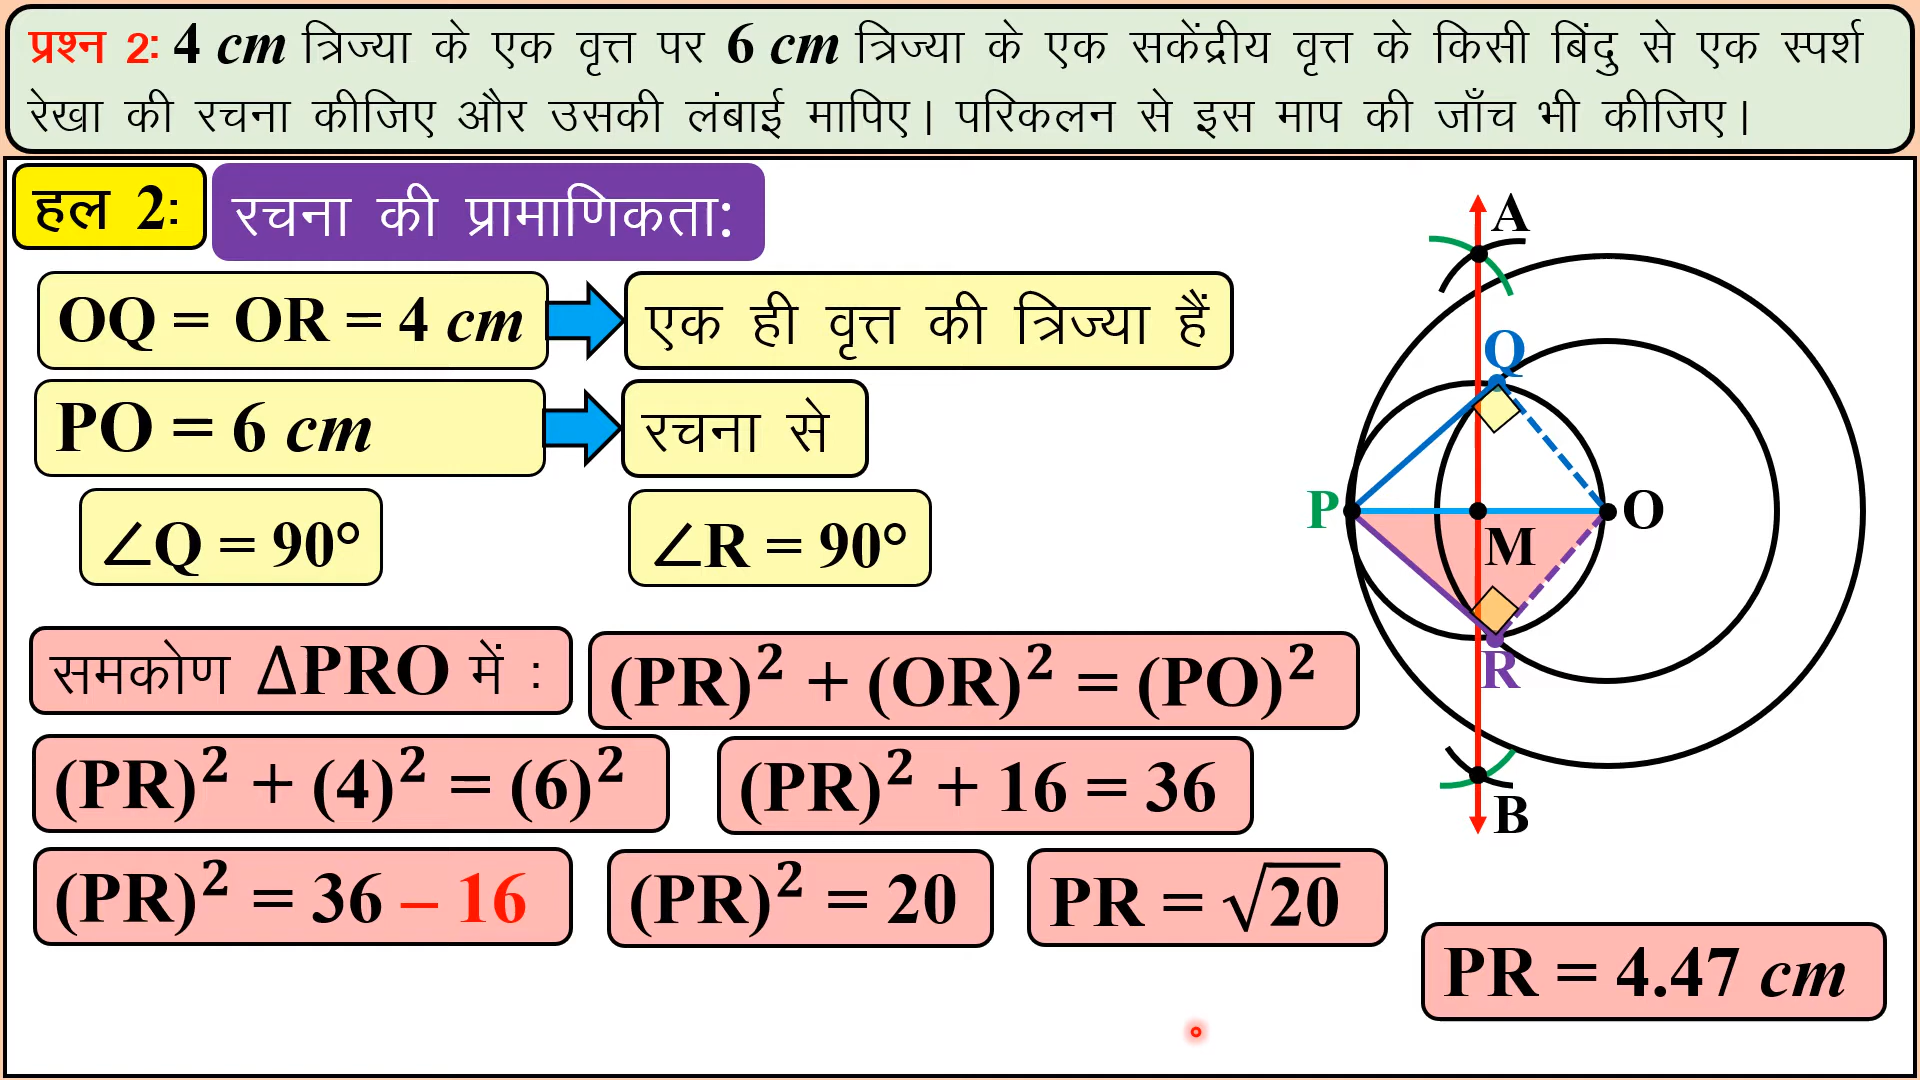 प्रश्न 2: 4 cm त्रिज्या के एक वृत्त पर 6 cm त्रिज्या के एक सकेंद्रीय वृत्त के किसी बिंदु से एक स्पर्श
रेखा की रचना कीजिए और उसकी लंबाई मापिए। परिकलन से इस माप की जाँच भी कीजिए।
हल 2: रचना की प्रामाणिकता:
OQ = OR = 4 cm एक ही वृत्त की त्रिज्या हैं
PO = 6 cm रचना से
∠Q = 90° ∠R = 90°
समकोण ΔPRO में : (PR)² + (OR)² = (PO)²
(PR)² + (4)² = (6)² (PR)² + 16 = 36
(PR)² = 36 – 16 (PR)² = 20 PR = √20
PR = 4.47 cm
A
Q
P
O
M
R
B